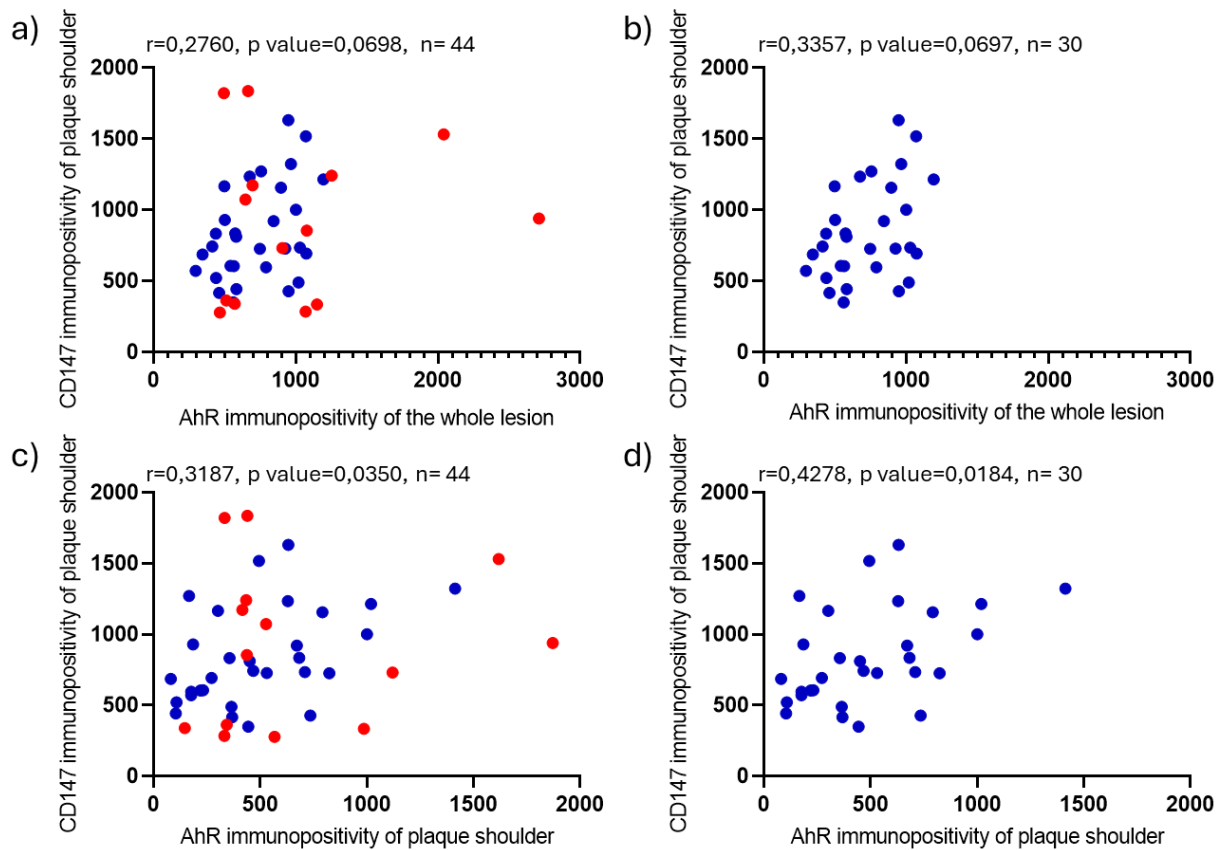 a)
r=0,2760, p value=0,0698, n= 44
CD147 immunopositivity of plaque shoulder
2000
1500
1000
500
0
0 1000 2000 3000
AhR immunopositivity of the whole lesion
b)
r=0,3357, p value=0,0697, n= 30
CD147 immunopositivity of plaque shoulder
2000
1500
1000
500
0
0 1000 2000 3000
AhR immunopositivity of the whole lesion
c)
r=0,3187, p value=0,0350, n= 44
CD147 immunopositivity of plaque shoulder
2000
1500
1000
500
0
0 500 1000 1500 2000
AhR immunopositivity of plaque shoulder
d)
r=0,4278, p value=0,0184, n= 30
CD147 immunopositivity of plaque shoulder
2000
1500
1000
500
0
0 500 1000 1500 2000
AhR immunopositivity of plaque shoulder